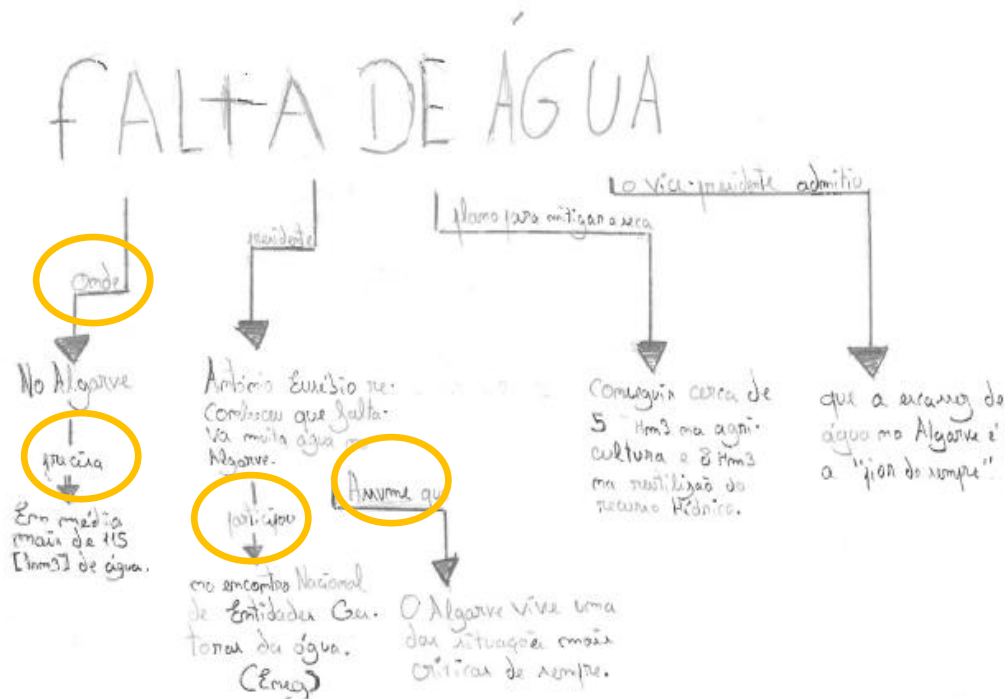 FALTA DE ÁGUA
o vice-presidente admitiu
plano para mitigar a seca
presidente
Onde
No Algarve
precisa
Em média
mais de 115
[hm3] de água.
António Eusébio re-
conheceu que falta-
va muita água no
Algarve.
participou
no encontro Nacional
de Entidades Ges-
toras da água.
(Eneg)
Assume que
O Algarve vive uma
das situações mais
críticas de sempre.
Conseguir cerca de
5 Hm3 na agri-
cultura e 8 Hm3
na reutilização do
recurso Hídrico.
que a escassez de
água no Algarve é
a "pior do sempre"